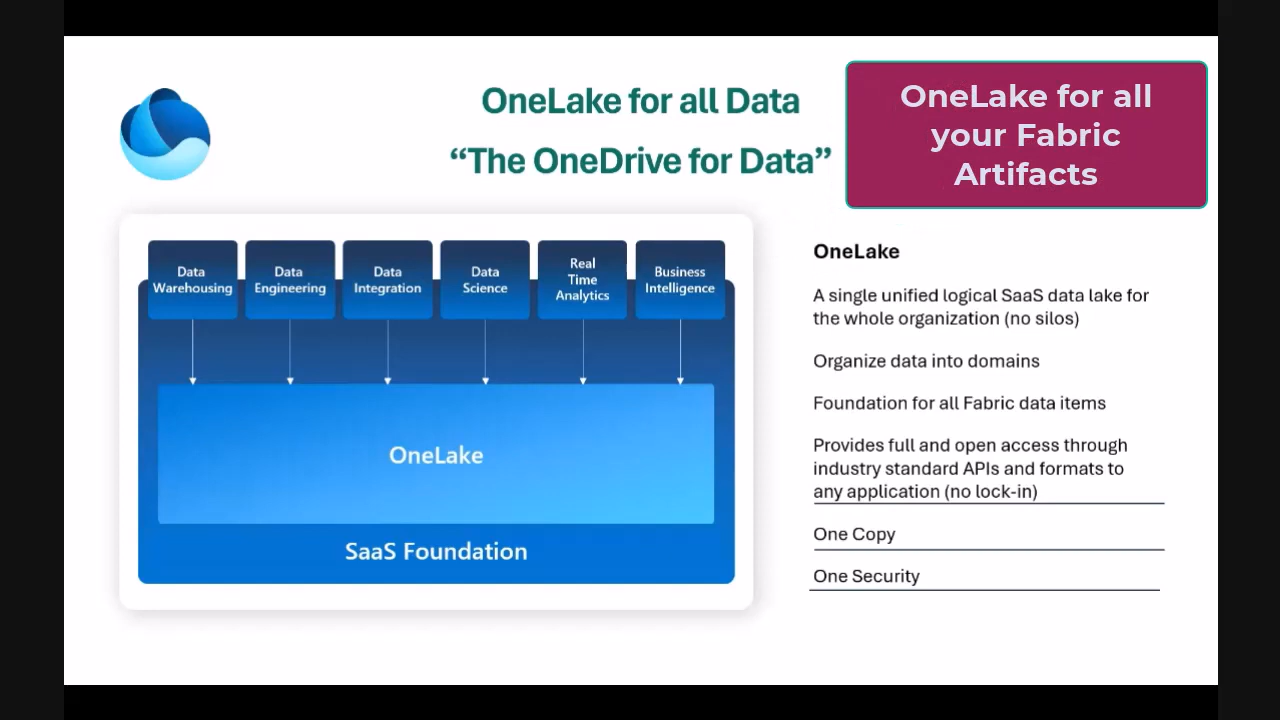 OneLake for all Data
“The OneDrive for Data”
OneLake for all
your Fabric
Artifacts
Data
Warehousing
Data
Engineering
Data
Integration
Data
Science
Real
Time
Analytics
Business
Intelligence
OneLake
SaaS Foundation
OneLake
A single unified logical SaaS data lake for
the whole organization (no silos)
Organize data into domains
Foundation for all Fabric data items
Provides full and open access through
industry standard APIs and formats to
any application (no lock-in)
One Copy
One Security